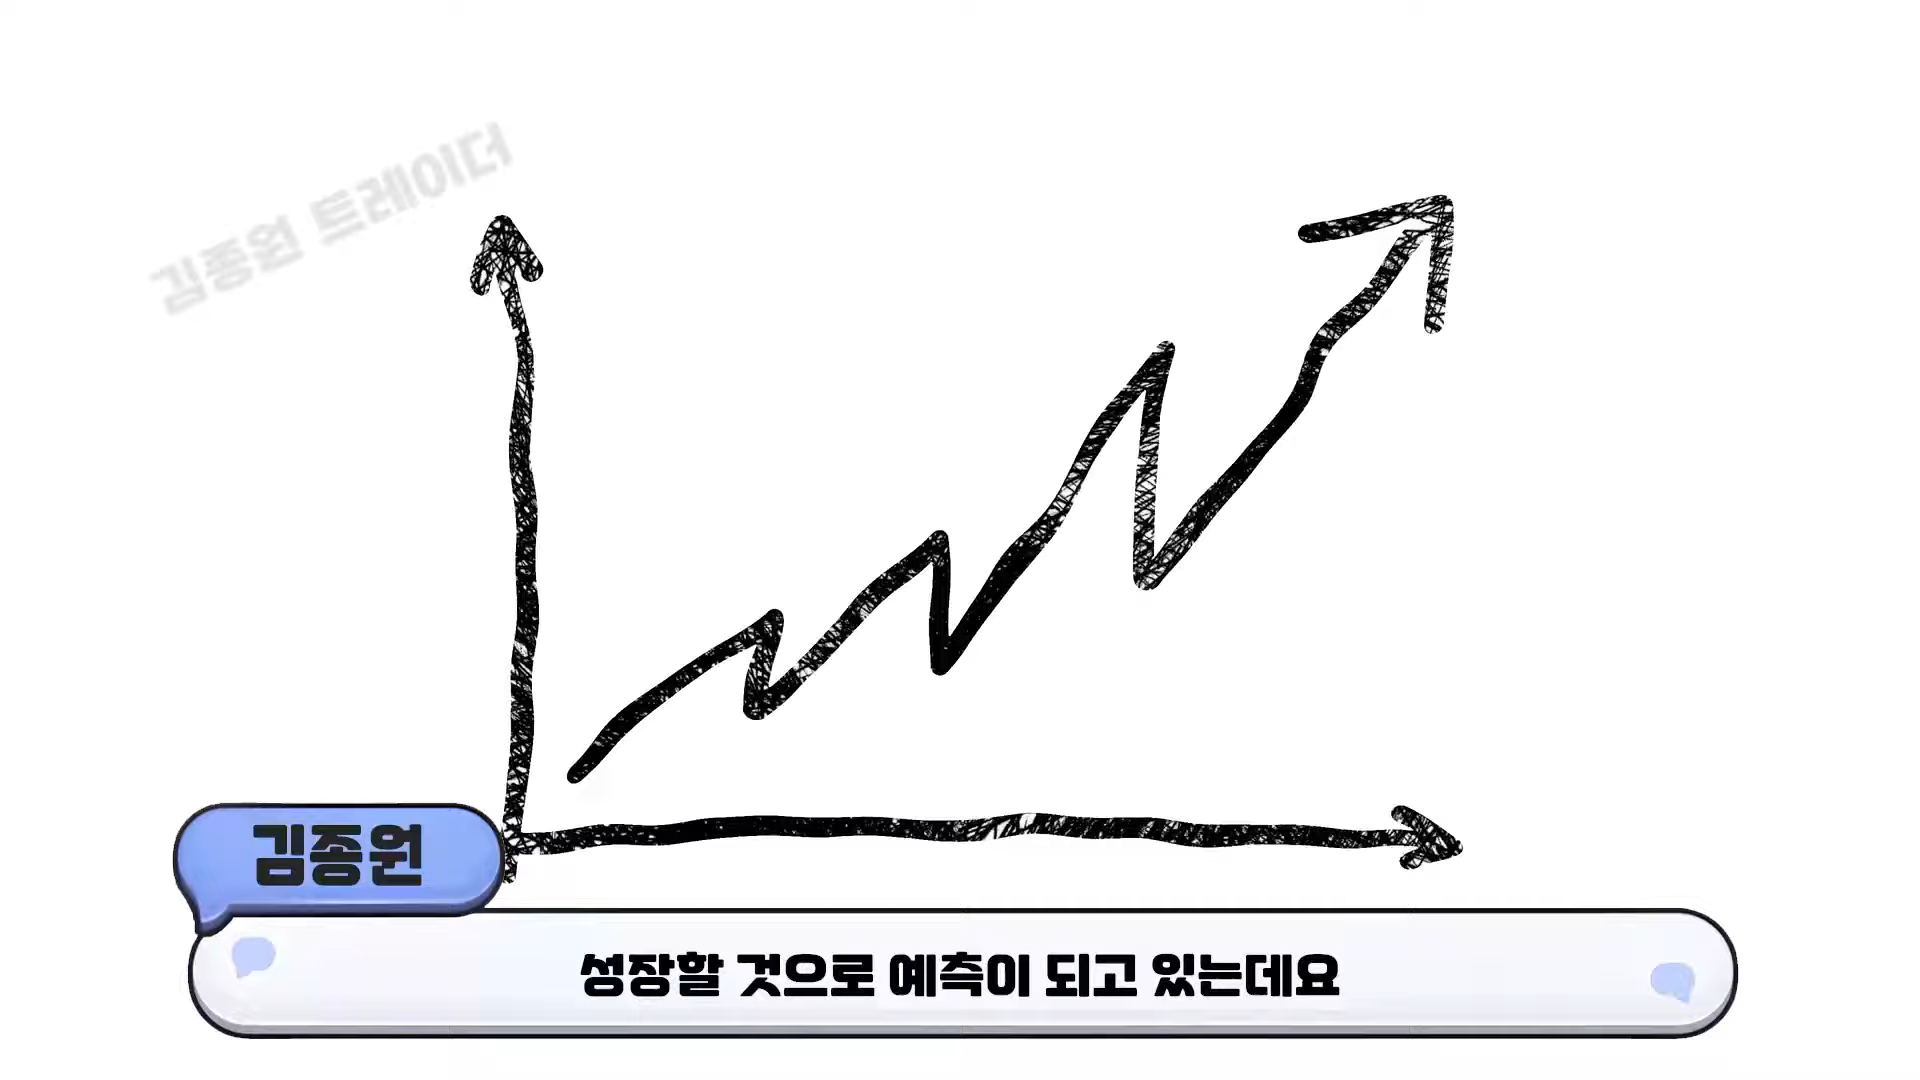 김종원 트레이더
김종원
성장할 것으로 예측이 되고 있는데요